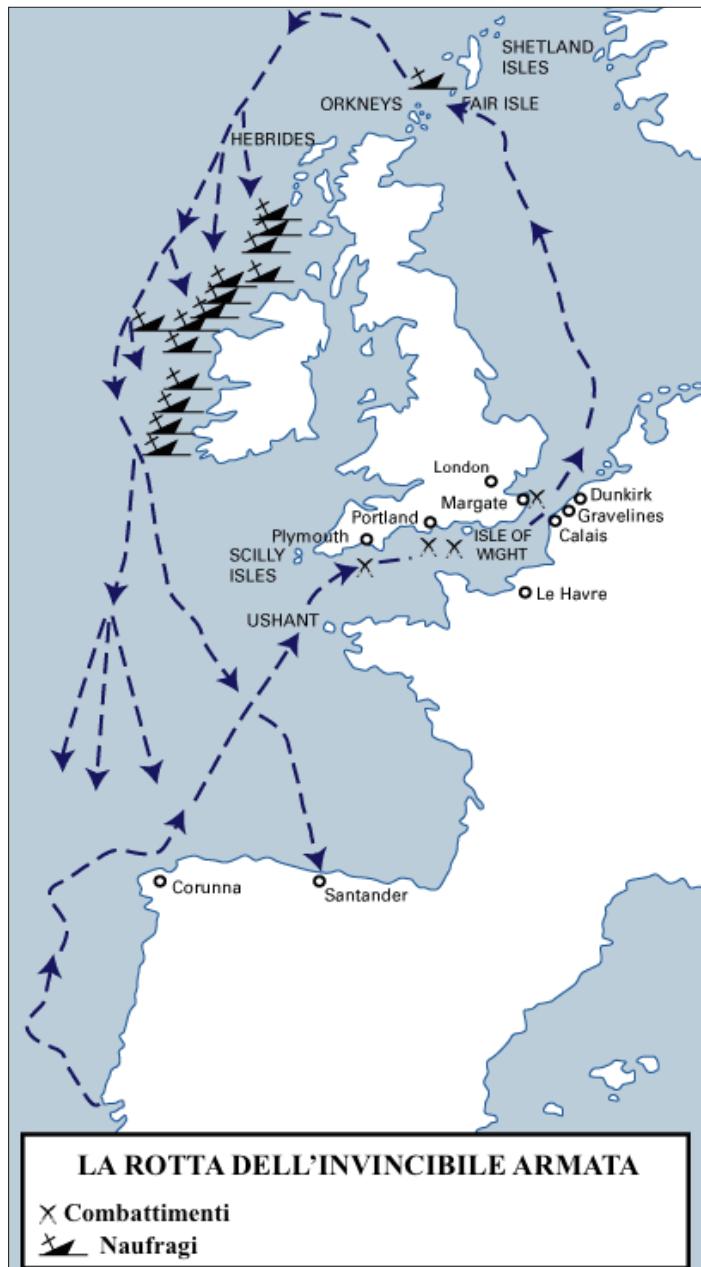 SHETLAND
ISLES
ORKNEYS
FAIR ISLE
HEBRIDES
London
Margate
Dunkirk
Gravelines
Calais
Portland
Plymouth
ISLE OF
WIGHT
SCILLY
ISLES
Le Havre
USHANT
Corunna
Santander
LA ROTTA DELL'INVINCIBILE ARMATA
Combattimenti
Naufragi